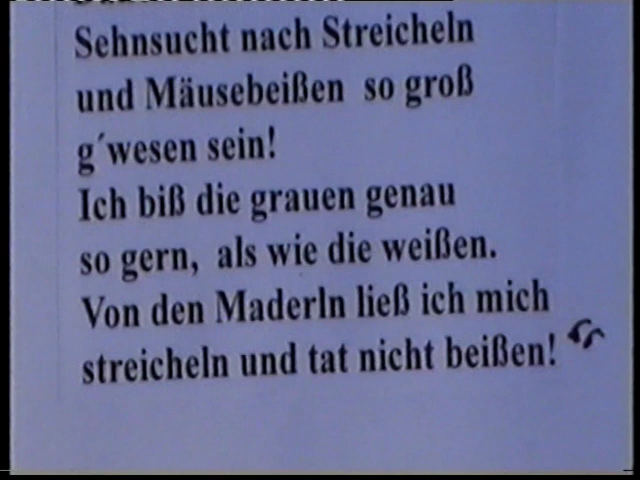 Sehnsucht nach Streicheln
und Mäusebeißen so groß
g´wesen sein!
Ich biß die grauen genau
so gern, als wie die weißen.
Von den Maderln ließ ich mich
streicheln und tat nicht beißen!